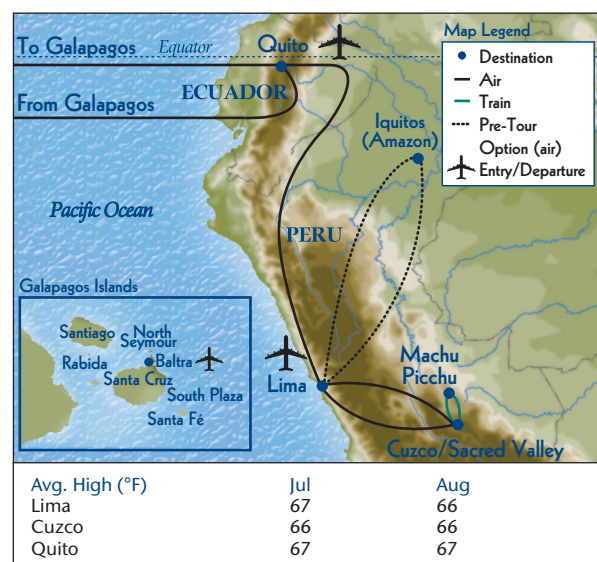 To Galapagos
Equator
Quito
ECUADOR
From Galapagos
Map Legend
Destination
Air
Train
Pre-Tour
Option (air)
Entry/Departure
Iquitos
(Amazon)
Pacific Ocean
PERU
Galapagos Islands
Santiago
North
Seymour
Baltra
Rabida
Santa Cruz
South Plaza
Santa Fé
Lima
Machu
Picchu
Cuzco/Sacred Valley
Avg. High (°F) Jul Aug
Lima 67 66
Cuzco 66 66
Quito 67 67